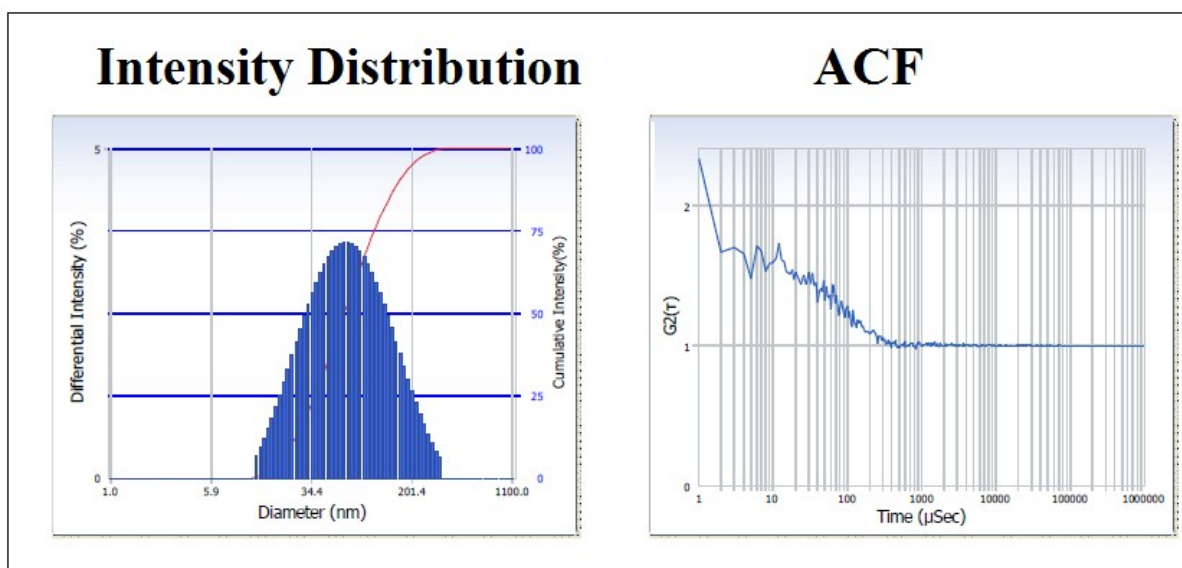 Intensity Distribution
ACF
5
0
Differential Intensity (%)
100
75
50
25
0
Cumulative Intensity(%)
1.0 5.9 34.4 201.4 1100.0
Diameter (nm)
2
1
0
G2(τ)
1 10 100 1000 10000 100000 1000000
Time (µSec)